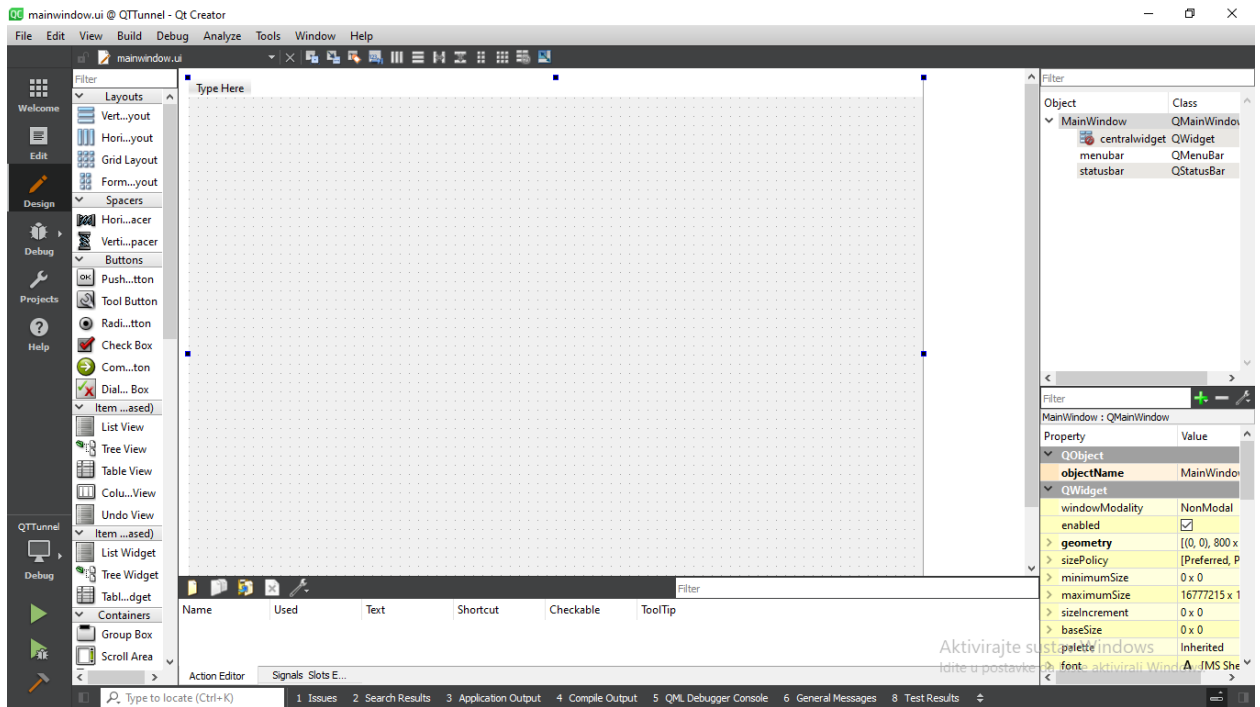 QC mainwindow.ui @ QTTunnel - Qt Creator
File Edit View Build Debug Analyze Tools Window Help
mainwindow.ui
Welcome
Edit
Design
Debug
Projects
Help
QTTunnel
Debug
Filter
Layouts
Vert...yout
Hori...yout
Grid Layout
Form...yout
Spacers
Hori...acer
Verti...pacer
Buttons
OK Push...tton
Tool Button
Radi...tton
Check Box
Com...ton
Dial... Box
Item ...ased)
List View
Tree View
Table View
Colu...View
Undo View
Item ...ased)
List Widget
Tree Widget
Tabl...dget
Containers
Group Box
Scroll Area
Type Here
Filter
Name Used Text Shortcut Checkable ToolTip
Action Editor Signals Slots E...
Filter
Object Class
MainWindow QMainWindow
centralwidget QWidget
menubar QMenuBar
statusbar QStatusBar
Filter
MainWindow : QMainWindow
Property Value
QObject
objectName MainWindow
QWidget
windowModality NonModal
enabled
geometry [(0, 0), 800 x
sizePolicy [Preferred, P
minimumSize 0 x 0
maximumSize 16777215 x 1
sizeIncrement 0 x 0
baseSize 0 x 0
palette Inherited
font A [MS She
Aktivirajte sustav Windows
Idite u postavke
aktivirali Windows
Type to locate (Ctrl+K) 1 Issues 2 Search Results 3 Application Output 4 Compile Output 5 QML Debugger Console 6 General Messages 8 Test Results